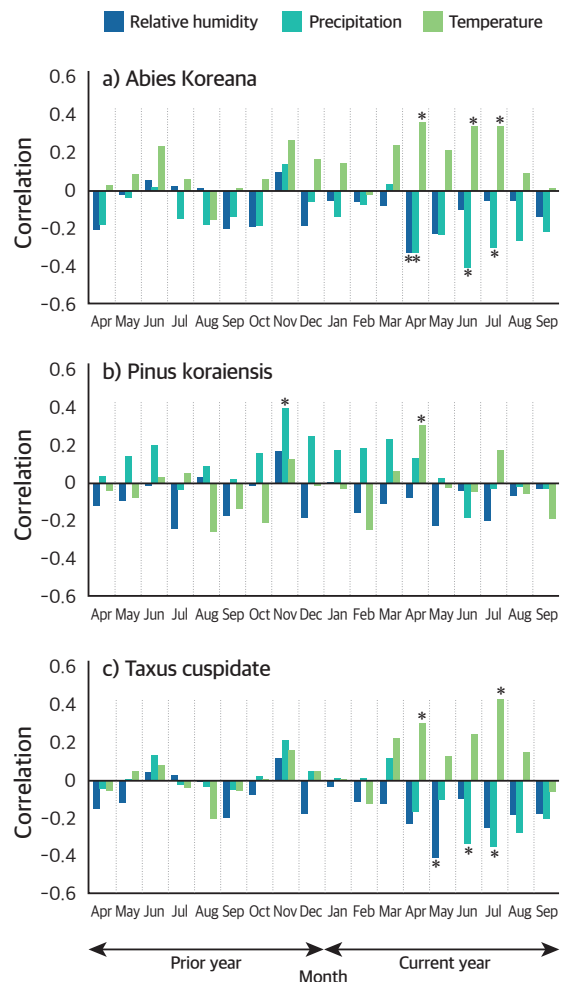 Relative humidity Precipitation Temperature
a) Abies Koreana
Correlation
0.6
0.4
0.2
0
-0.2
-0.4
-0.6
* * *
** * *
Apr May Jun Jul Aug Sep Oct Nov Dec Jan Feb Mar Apr May Jun Jul Aug Sep
b) Pinus koraiensis
Correlation
0.6
0.4
0.2
0
-0.2
-0.4
-0.6
* *
Apr May Jun Jul Aug Sep Oct Nov Dec Jan Feb Mar Apr May Jun Jul Aug Sep
c) Taxus cuspidate
Correlation
0.6
0.4
0.2
0
-0.2
-0.4
-0.6
* *
* * *
Apr May Jun Jul Aug Sep Oct Nov Dec Jan Feb Mar Apr May Jun Jul Aug Sep
Prior year Current year
Month